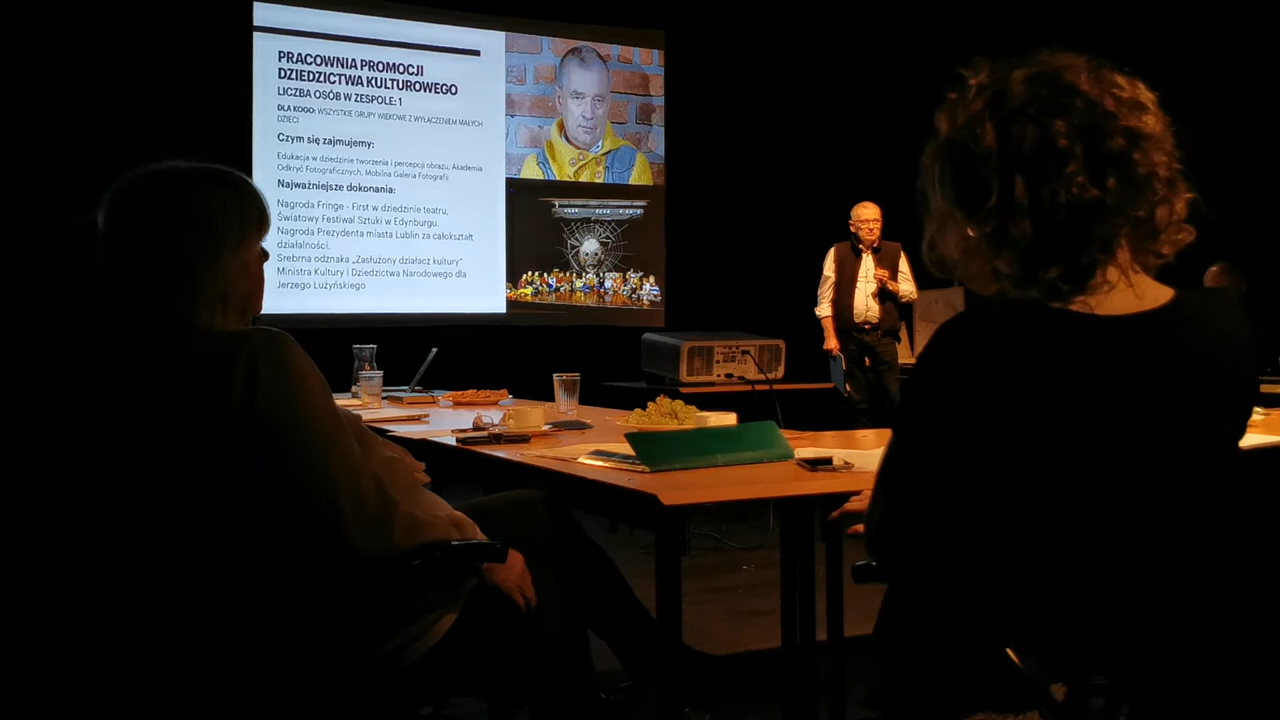 PRACOWNIA PROMOCJI
DZIEDZICTWA KULTUROWEGO
LICZBA OSÓB W ZESPOLE: 1
DLA KOGO: WSZYSTKIE GRUPY WIEKOWE Z WYŁĄCZENIEM MAŁYCH
DZIECI
Czym się zajmujemy:
Edukacja w dziedzinie tworzenia i percepcji obrazu, Akademia
Odkryć Fotograficznych, Mobilna Galeria Fotografii
Najważniejsze dokonania:
Nagroda Fringe - First w dziedzinie teatru,
Światowy Festiwal Sztuki w Edynburgu.
Nagroda Prezydenta miasta Lublin za całokształt
działalności.
Srebrna odznaka „Zasłużony działacz kultury"
Ministra Kultury i Dziedzictwa Narodowego dla
Jerzego Lużyńskiego